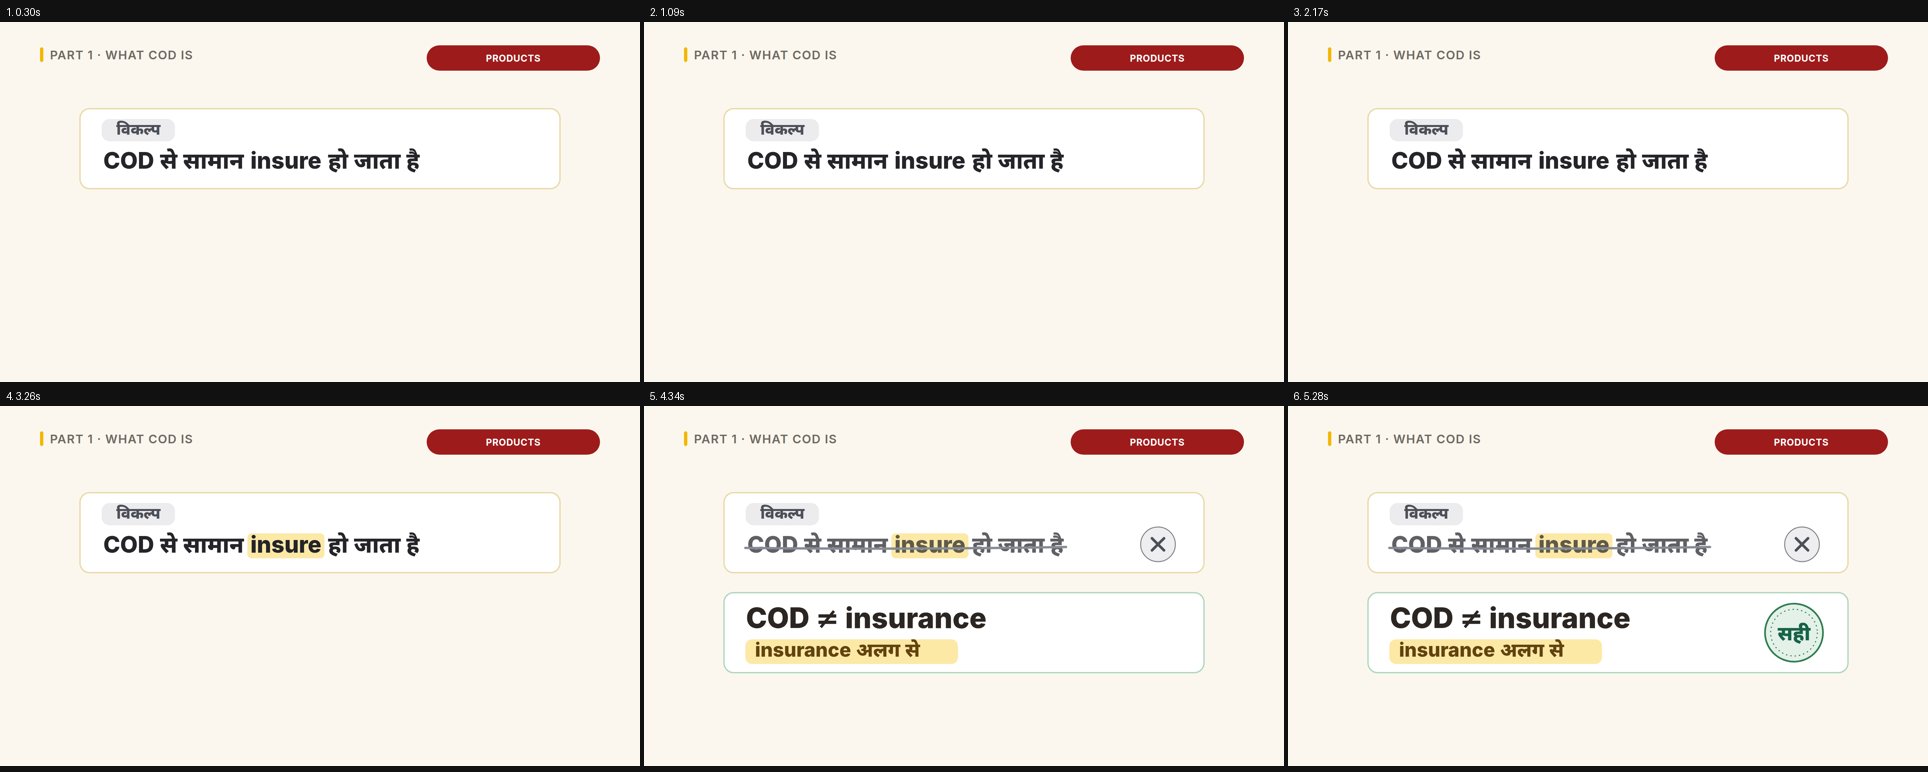 1. 0.30s
PART 1 · WHAT COD IS
PRODUCTS
विकल्प
COD से सामान insure हो जाता है
2. 1.09s
PART 1 · WHAT COD IS
PRODUCTS
विकल्प
COD से सामान insure हो जाता है
3. 2.17s
PART 1 · WHAT COD IS
PRODUCTS
विकल्प
COD से सामान insure हो जाता है
4. 3.26s
PART 1 · WHAT COD IS
PRODUCTS
विकल्प
COD से सामान insure हो जाता है
5. 4.34s
PART 1 · WHAT COD IS
PRODUCTS
विकल्प
COD से सामान insure हो जाता है
COD ≠ insurance
insurance अलग से
6. 5.28s
PART 1 · WHAT COD IS
PRODUCTS
विकल्प
COD से सामान insure हो जाता है
COD ≠ insurance
insurance अलग से
सही